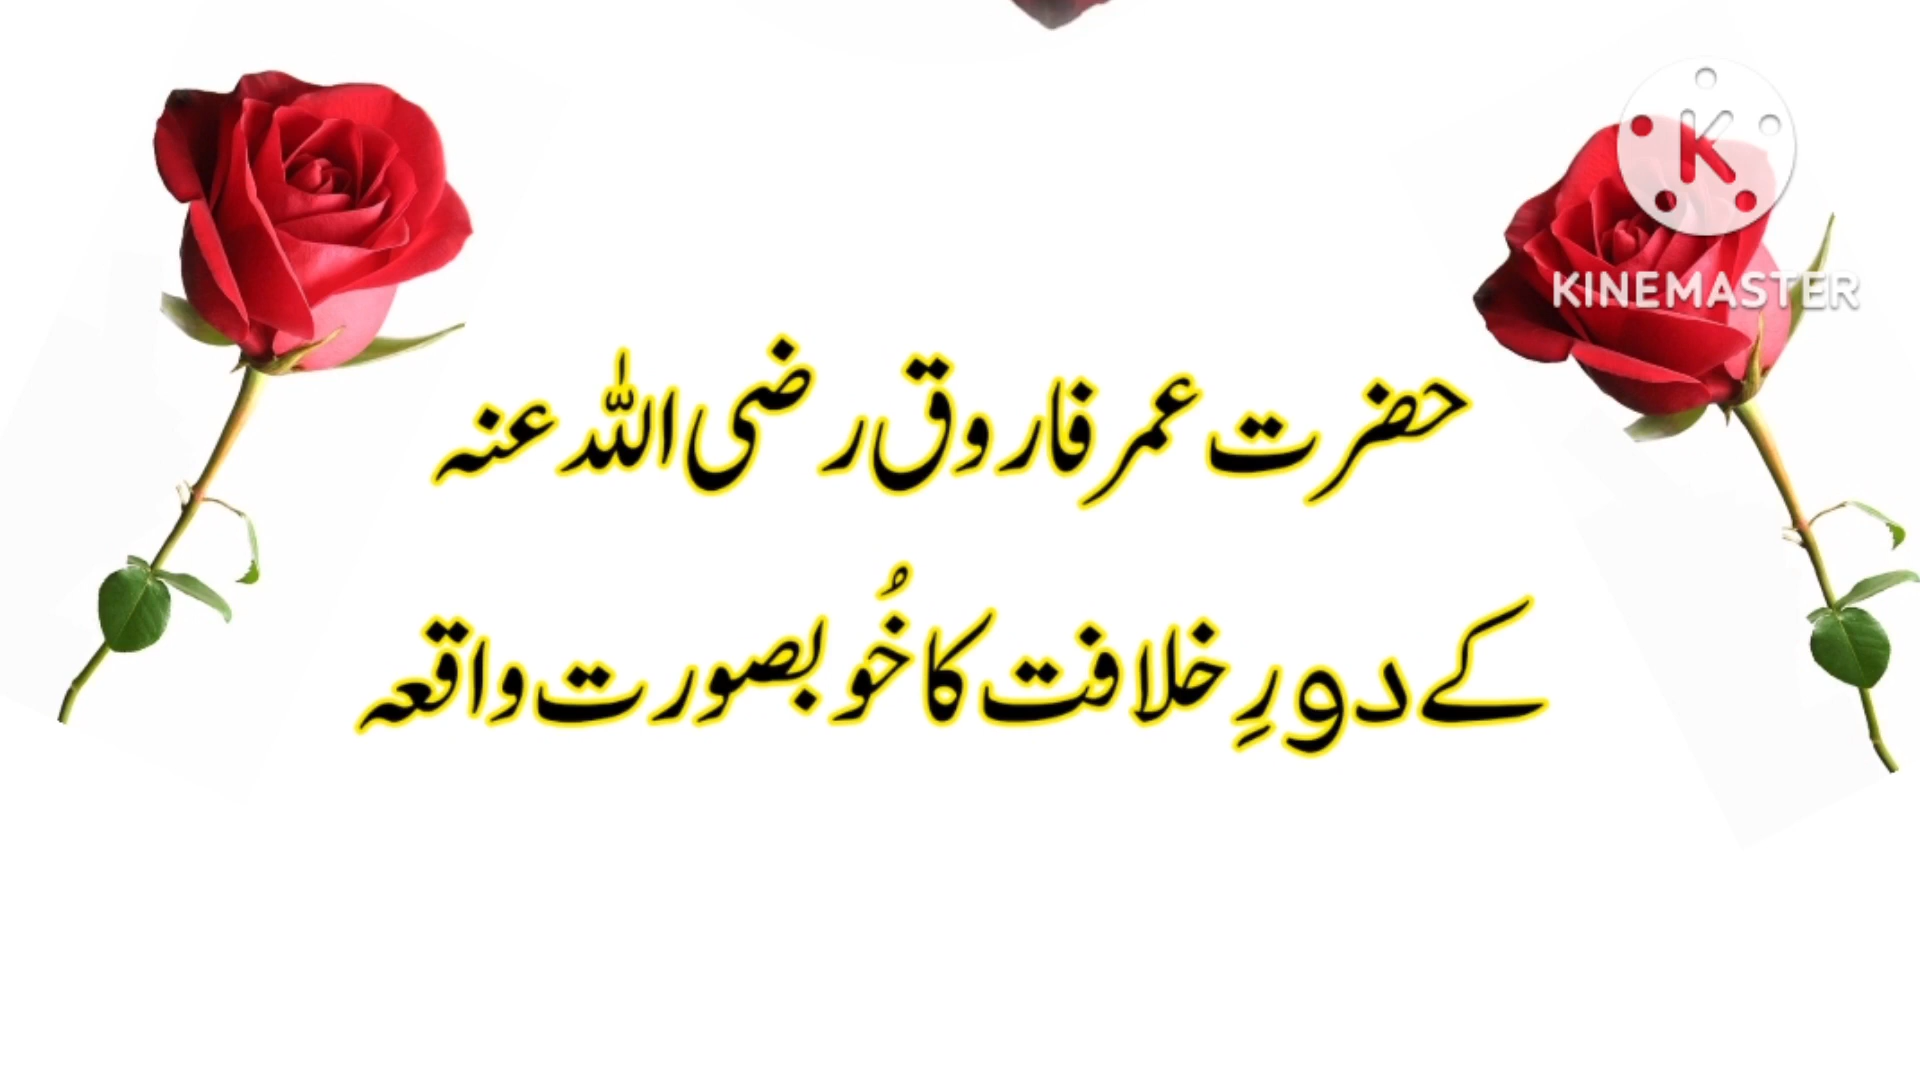 K
KINEMASTER
حضرت عمر فاروق رضی اللہ عنہ
کے دورِ خلافت کا خُوبصورت واقعہ